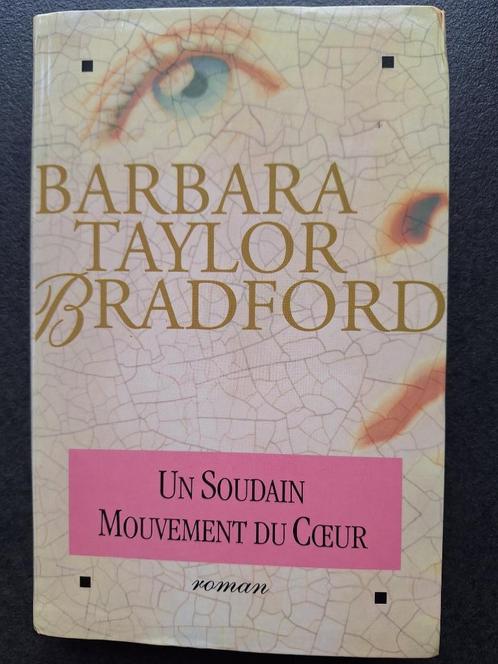 BARBARA
TAYLOR
BRADFORD
UN SOUDAIN
MOUVEMENT DU CŒUR
roman